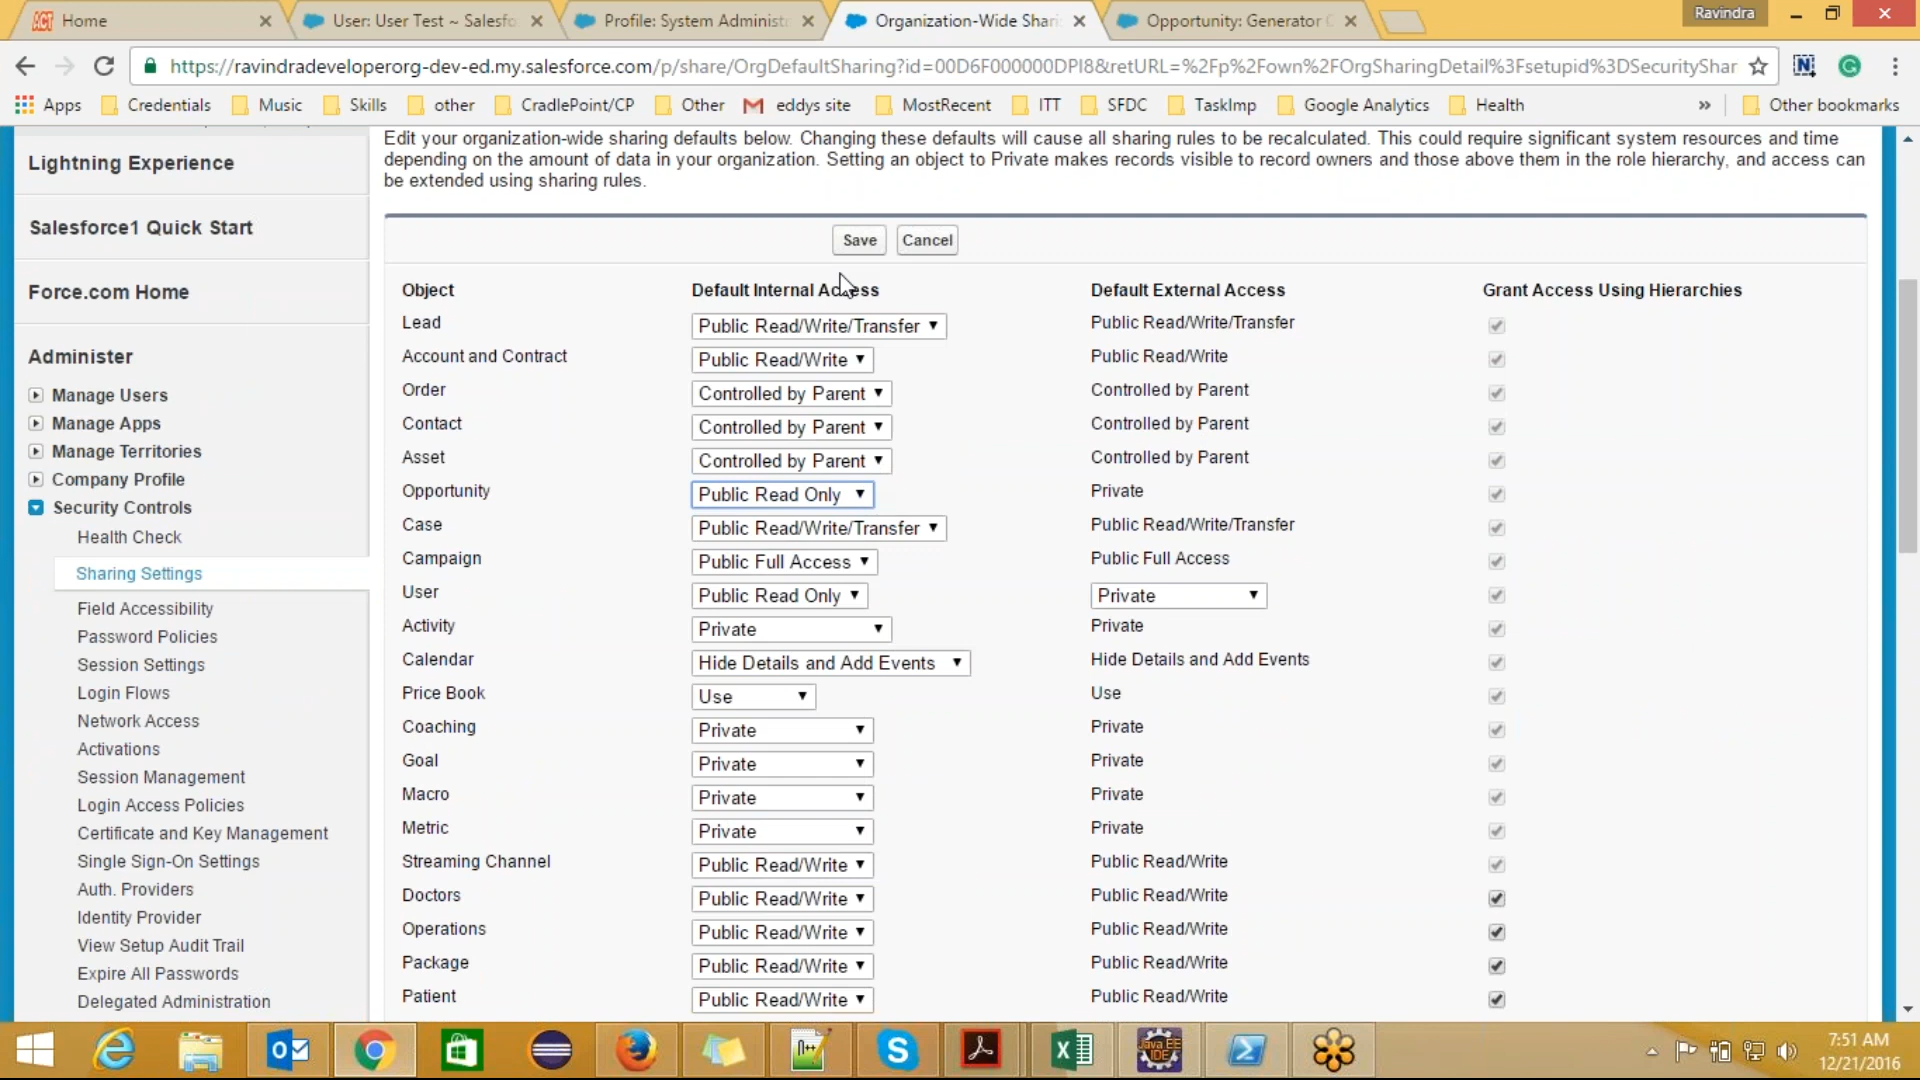 Home
User: User Test ~ Salesfo
Profile: System Administ
Organization-Wide Shari
Opportunity: Generator
Ravindra
https://ravindradeveloperorg-dev-ed.my.salesforce.com/p/share/OrgDefaultSharing?id=00D6F000000DPI8&retURL=%2Fp%2Fown%2FOrgSharingDetail%3Fsetupid%3DSecurityShar
Apps Credentials Music Skills other CradlePoint/CP Other eddys site MostRecent ITT SFDC TaskImp Google Analytics Health » Other bookmarks
Edit your organization-wide sharing defaults below. Changing these defaults will cause all sharing rules to be recalculated. This could require significant system resources and time
depending on the amount of data in your organization. Setting an object to Private makes records visible to record owners and those above them in the role hierarchy, and access can
be extended using sharing rules.
Lightning Experience
Salesforce1 Quick Start
Force.com Home
Administer
Manage Users
Manage Apps
Manage Territories
Company Profile
Security Controls
Health Check
Sharing Settings
Field Accessibility
Password Policies
Session Settings
Login Flows
Network Access
Activations
Session Management
Login Access Policies
Certificate and Key Management
Single Sign-On Settings
Auth. Providers
Identity Provider
View Setup Audit Trail
Expire All Passwords
Delegated Administration
Save Cancel
Object Default Internal Access Default External Access Grant Access Using Hierarchies
Lead Public Read/Write/Transfer Public Read/Write/Transfer
Account and Contract Public Read/Write Public Read/Write
Order Controlled by Parent Controlled by Parent
Contact Controlled by Parent Controlled by Parent
Asset Controlled by Parent Controlled by Parent
Opportunity Public Read Only Private
Case Public Read/Write/Transfer Public Read/Write/Transfer
Campaign Public Full Access Public Full Access
User Public Read Only Private
Activity Private Private
Calendar Hide Details and Add Events Hide Details and Add Events
Price Book Use Use
Coaching Private Private
Goal Private Private
Macro Private Private
Metric Private Private
Streaming Channel Public Read/Write Public Read/Write
Doctors Public Read/Write Public Read/Write
Operations Public Read/Write Public Read/Write
Package Public Read/Write Public Read/Write
Patient Public Read/Write Public Read/Write
Java EE
IDE
7:51 AM
12/21/2016